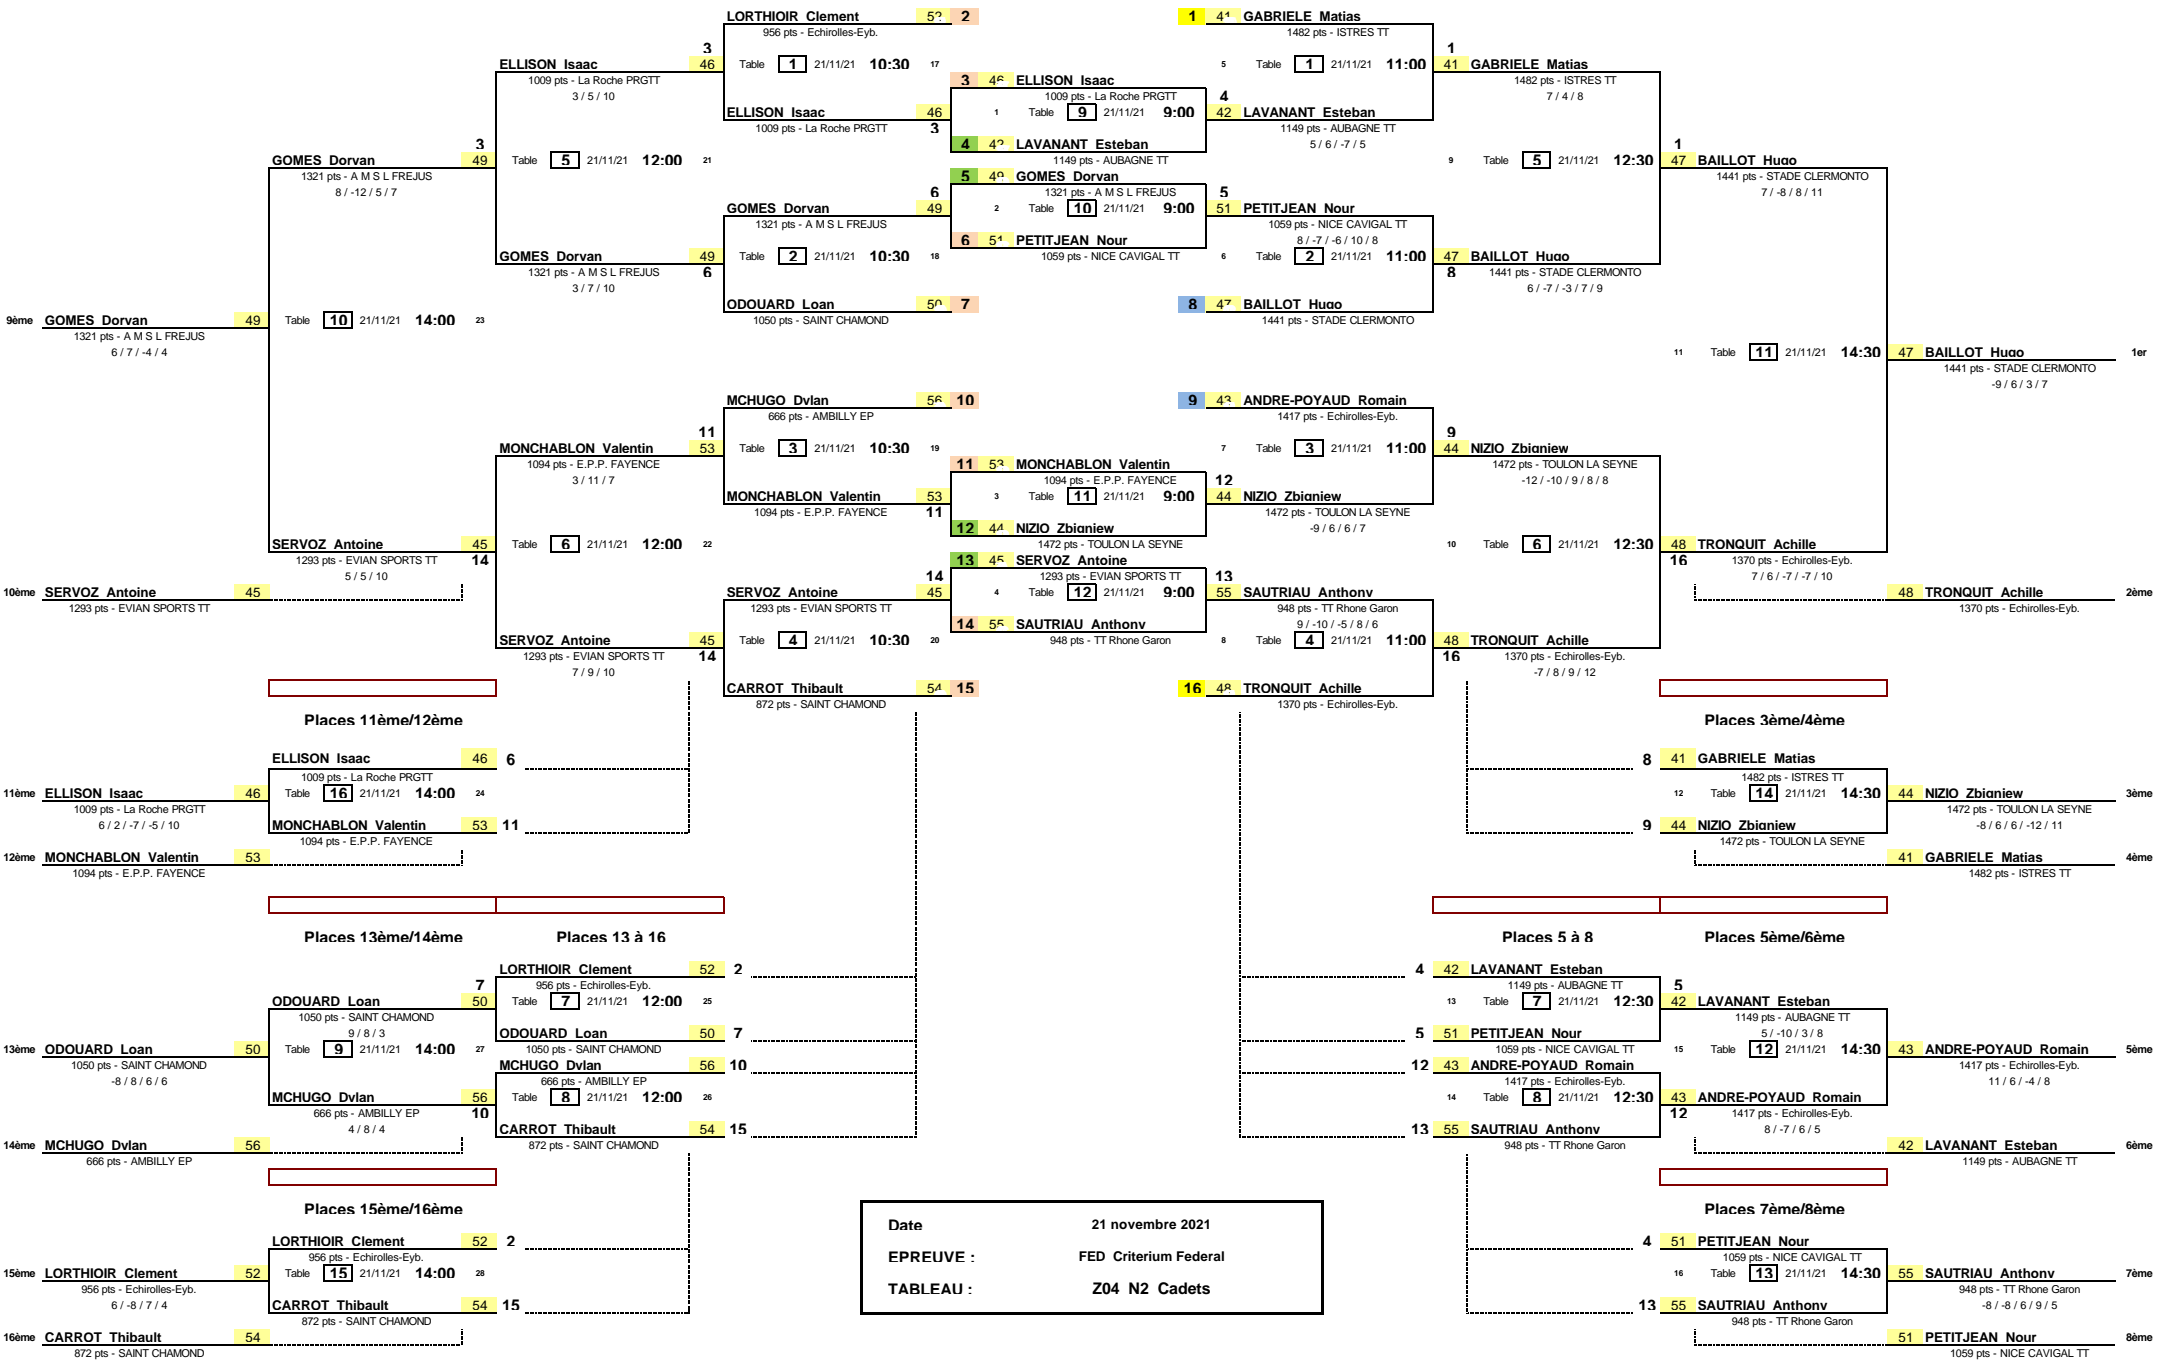 LORTHIOIR Clement 52 2
956 pts - Echirolles-Eyb.
1 41 GABRIELE Matias
1482 pts - ISTRES TT
3
ELLISON Isaac 46
1009 pts - La Roche PRGTT
3 / 5 / 10
Table 1 21/11/21 10:30 17
ELLISON Isaac 46
1009 pts - La Roche PRGTT 3
3 46 ELLISON Isaac
1009 pts - La Roche PRGTT
1 Table 9 21/11/21 9:00
4 42 LAVANANT Esteban
1149 pts - AUBAGNE TT
5 Table 1 21/11/21 11:00
4
42 LAVANANT Esteban
1149 pts - AUBAGNE TT
5 / 6 / -7 / 5
1
41 GABRIELE Matias
1482 pts - ISTRES TT
7 / 4 / 8
3
GOMES Dorvan 49
1321 pts - A M S L FREJUS
8 / -12 / 5 / 7
Table 5 21/11/21 12:00 21
5 49 GOMES Dorvan
1321 pts - A M S L FREJUS
2 Table 10 21/11/21 9:00
6 51 PETITJEAN Nour
1059 pts - NICE CAVIGAL TT
6
GOMES Dorvan 49
1321 pts - A M S L FREJUS
Table 2 21/11/21 10:30 18
GOMES Dorvan 49
1321 pts - A M S L FREJUS 6
3 / 7 / 10
ODOUARD Loan 50 7
1050 pts - SAINT CHAMOND
5
51 PETITJEAN Nour
1059 pts - NICE CAVIGAL TT
8 / -7 / -6 / 10 / 8
6 Table 2 21/11/21 11:00
47 BAILLOT Hugo
8 1441 pts - STADE CLERMONTO
6 / -7 / -3 / 7 / 9
8 47 BAILLOT Hugo
1441 pts - STADE CLERMONTO
9 Table 5 21/11/21 12:30
1
47 BAILLOT Hugo
1441 pts - STADE CLERMONTO
7 / -8 / 8 / 11
9ème GOMES Dorvan 49
1321 pts - A M S L FREJUS
6 / 7 / -4 / 4
Table 10 21/11/21 14:00 23
11 Table 11 21/11/21 14:30
47 BAILLOT Hugo 1er
1441 pts - STADE CLERMONTO
-9 / 6 / 3 / 7
MCHUGO Dylan 56 10
666 pts - AMBILLY EP
9 43 ANDRE-POYAUD Romain
1417 pts - Echirolles-Eyb.
11
MONCHABLON Valentin 53
1094 pts - E.P.P. FAYENCE
3 / 11 / 7
Table 3 21/11/21 10:30 19
MONCHABLON Valentin 53
1094 pts - E.P.P. FAYENCE 11
11 53 MONCHABLON Valentin
1094 pts - E.P.P. FAYENCE
3 Table 11 21/11/21 9:00
12 44 NIZIO Zbigniew
1472 pts - TOULON LA SEYNE
7 Table 3 21/11/21 11:00
12
44 NIZIO Zbigniew
1472 pts - TOULON LA SEYNE
-9 / 6 / 6 / 7
9
44 NIZIO Zbigniew
1472 pts - TOULON LA SEYNE
-12 / -10 / 9 / 8 / 8
SERVOZ Antoine 45
1293 pts - EVIAN SPORTS TT 14
5 / 5 / 10
Table 6 21/11/21 12:00 22
13 45 SERVOZ Antoine
1293 pts - EVIAN SPORTS TT
4 Table 12 21/11/21 9:00
14 55 SAUTRIAU Anthony
948 pts - TT Rhone Garon
10 Table 6 21/11/21 12:30
48 TRONQUIT Achille
16 1370 pts - Echirolles-Eyb.
7 / 6 / -7 / -7 / 10
10ème SERVOZ Antoine 45
1293 pts - EVIAN SPORTS TT
14
SERVOZ Antoine 45
1293 pts - EVIAN SPORTS TT
Table 4 21/11/21 10:30 20
SERVOZ Antoine 45
1293 pts - EVIAN SPORTS TT 14
7 / 9 / 10
13
55 SAUTRIAU Anthony
948 pts - TT Rhone Garon
9 / -10 / -5 / 8 / 6
8 Table 4 21/11/21 11:00
48 TRONQUIT Achille
16 1370 pts - Echirolles-Eyb.
-7 / 8 / 9 / 12
48 TRONQUIT Achille 2ème
1370 pts - Echirolles-Eyb.
CARROT Thibault 54 15
872 pts - SAINT CHAMOND
16 48 TRONQUIT Achille
1370 pts - Echirolles-Eyb.
Places 11ème/12ème
ELLISON Isaac 46 6
1009 pts - La Roche PRGTT
11ème ELLISON Isaac 46 Table 16 21/11/21 14:00 24
1009 pts - La Roche PRGTT
6 / 2 / -7 / -5 / 10
MONCHABLON Valentin 53 11
1094 pts - E.P.P. FAYENCE
12ème MONCHABLON Valentin 53
1094 pts - E.P.P. FAYENCE
Places 3ème/4ème
8 41 GABRIELE Matias
1482 pts - ISTRES TT
12 Table 14 21/11/21 14:30 44 NIZIO Zbigniew 3ème
1472 pts - TOULON LA SEYNE
-8 / 6 / 6 / -12 / 11
9 44 NIZIO Zbigniew
1472 pts - TOULON LA SEYNE
41 GABRIELE Matias 4ème
1482 pts - ISTRES TT
Places 13ème/14ème Places 13 à 16
LORTHIOIR Clement 52 2
956 pts - Echirolles-Eyb.
7
ODOUARD Loan 50 Table 7 21/11/21 12:00 25
1050 pts - SAINT CHAMOND
9 / 8 / 3
ODOUARD Loan 50 7
1050 pts - SAINT CHAMOND
13ème ODOUARD Loan 50 Table 9 21/11/21 14:00 27
1050 pts - SAINT CHAMOND
-8 / 8 / 6 / 6
MCHUGO Dylan 56 10
666 pts - AMBILLY EP
MCHUGO Dylan 56 Table 8 21/11/21 12:00 26
666 pts - AMBILLY EP 10
4 / 8 / 4
CARROT Thibault 54 15
872 pts - SAINT CHAMOND
14ème MCHUGO Dylan 56
666 pts - AMBILLY EP
Places 5 à 8 Places 5ème/6ème
4 42 LAVANANT Esteban
1149 pts - AUBAGNE TT
5
13 Table 7 21/11/21 12:30 42 LAVANANT Esteban
1149 pts - AUBAGNE TT
5 / -10 / 3 / 8
5 51 PETITJEAN Nour
1059 pts - NICE CAVIGAL TT
15 Table 12 21/11/21 14:30 43 ANDRE-POYAUD Romain 5ème
1417 pts - Echirolles-Eyb.
11 / 6 / -4 / 8
12 43 ANDRE-POYAUD Romain
1417 pts - Echirolles-Eyb.
14 Table 8 21/11/21 12:30 43 ANDRE-POYAUD Romain
12 1417 pts - Echirolles-Eyb.
8 / -7 / 6 / 5
13 55 SAUTRIAU Anthony
948 pts - TT Rhone Garon
42 LAVANANT Esteban 6ème
1149 pts - AUBAGNE TT
Places 15ème/16ème
LORTHIOIR Clement 52 2
956 pts - Echirolles-Eyb.
15ème LORTHIOIR Clement 52 Table 15 21/11/21 14:00 28
956 pts - Echirolles-Eyb.
6 / -8 / 7 / 4
CARROT Thibault 54 15
872 pts - SAINT CHAMOND
16ème CARROT Thibault 54
872 pts - SAINT CHAMOND
Date 21 novembre 2021
EPREUVE : FED Criterium Federal
TABLEAU : Z04 N2 Cadets
Places 7ème/8ème
4 51 PETITJEAN Nour
1059 pts - NICE CAVIGAL TT
16 Table 13 21/11/21 14:30 55 SAUTRIAU Anthony 7ème
948 pts - TT Rhone Garon
-8 / -8 / 6 / 9 / 5
13 55 SAUTRIAU Anthony
948 pts - TT Rhone Garon
51 PETITJEAN Nour 8ème
1059 pts - NICE CAVIGAL TT